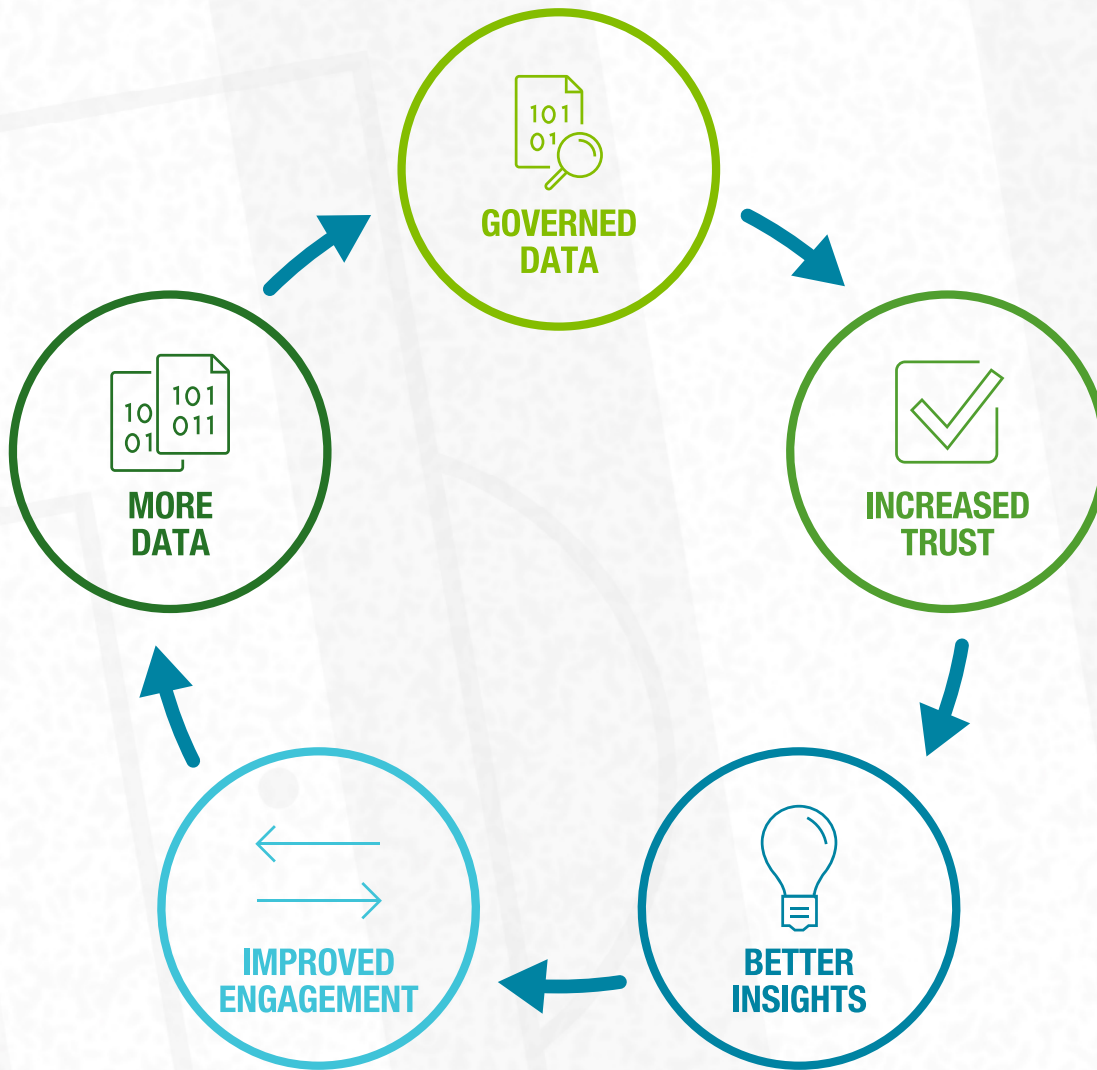 101
01
GOVERNED
DATA
101
011
10
01
MORE
DATA
INCREASED
TRUST
IMPROVED
ENGAGEMENT
BETTER
INSIGHTS